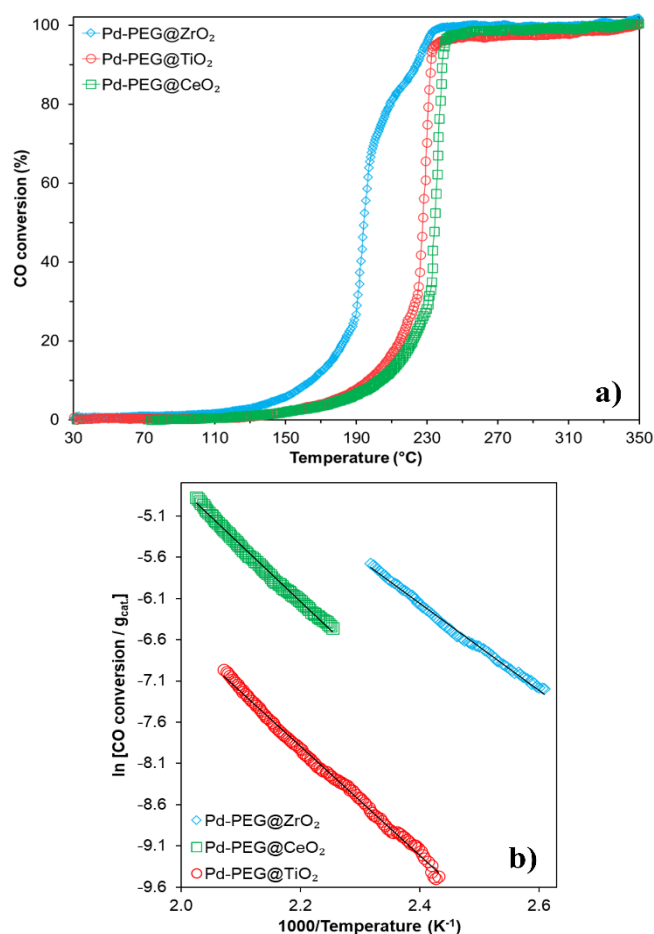 100
80
60
40
20
0
CO conversion (%)
Pd-PEG@ZrO₂
Pd-PEG@TiO₂
Pd-PEG@CeO₂
a)
30 70 110 150 190 230 270 310 350
Temperature (°C)
-5.1
-5.6
-6.1
-6.6
-7.1
-7.6
-8.1
-8.6
-9.1
-9.6
ln [CO conversion / g_cat.]
Pd-PEG@ZrO₂
Pd-PEG@CeO₂
Pd-PEG@TiO₂
b)
2.0 2.2 2.4 2.6
1000/Temperature (K⁻¹)